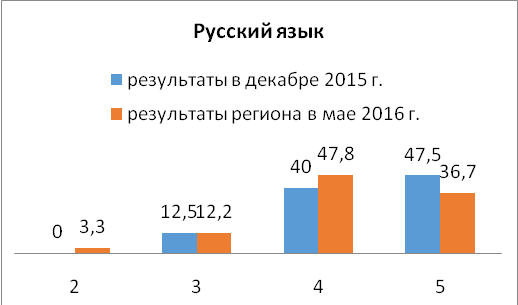 Русский язык
результаты в декабре 2015 г.
результаты региона в мае 2016 г.
0 3,3 12,5 12,2 40 47,8 47,5 36,7
2 3 4 5